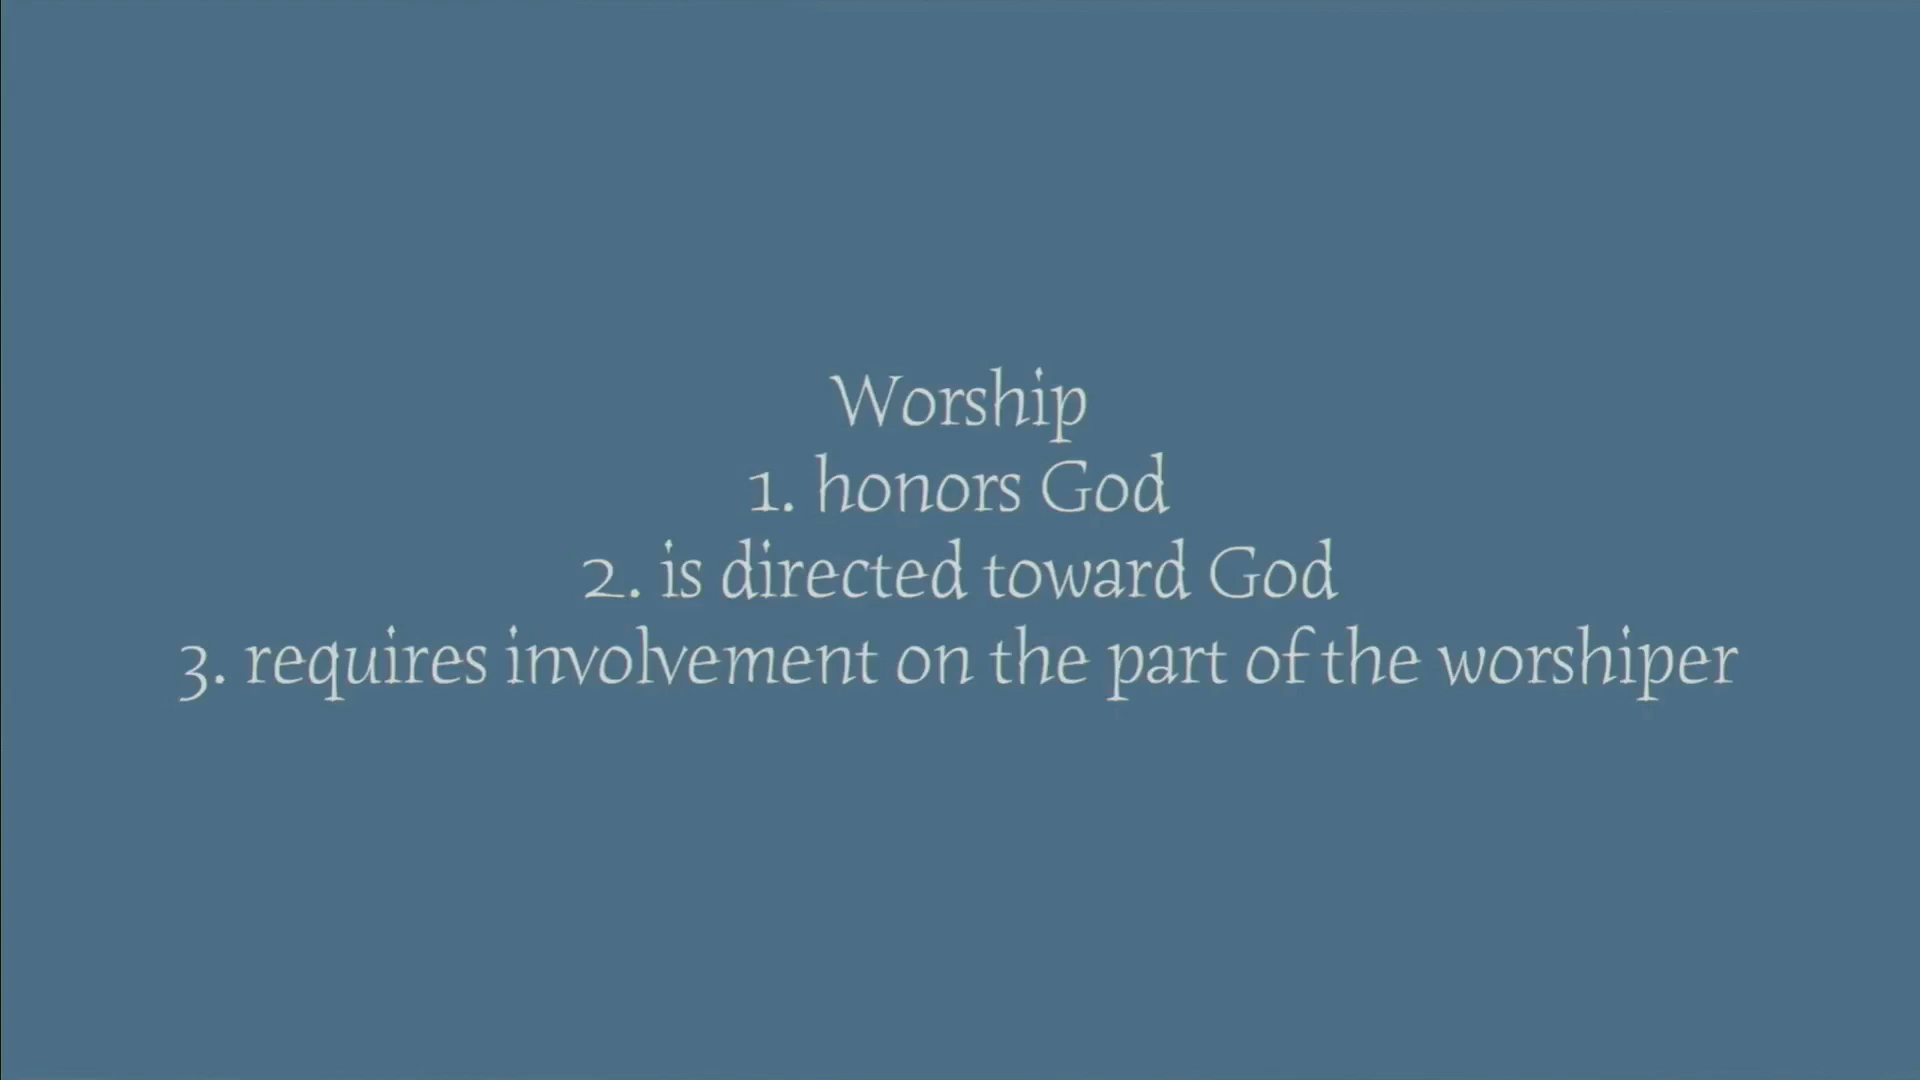 Worship
1. honors God
2. is directed toward God
3. requires involvement on the part of the worshiper